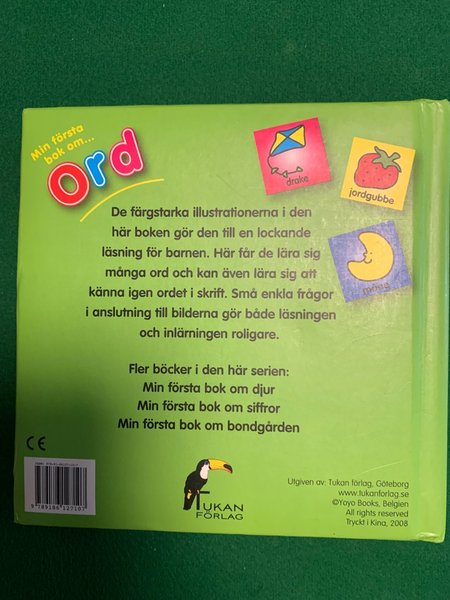 Min första
bok om...
Ord
drake
jordgubbe
måne
De färgstarka illustrationerna i den
här boken gör den till en lockande
läsning för barnen. Här får de lära sig
många ord och kan även lära sig att
känna igen ordet i skrift. Små enkla frågor
i anslutning till bilderna gör både läsningen
och inlärningen roligare.
Fler böcker i den här serien:
Min första bok om djur
Min första bok om siffror
Min första bok om bondgården
CE
9 789186 127107
TUKAN
FÖRLAG
Utgiven av: Tukan förlag, Göteborg
www.tukanforlag.se
©Yoyo Books, Belgien
All rights reserved
Tryckt i Kina, 2008